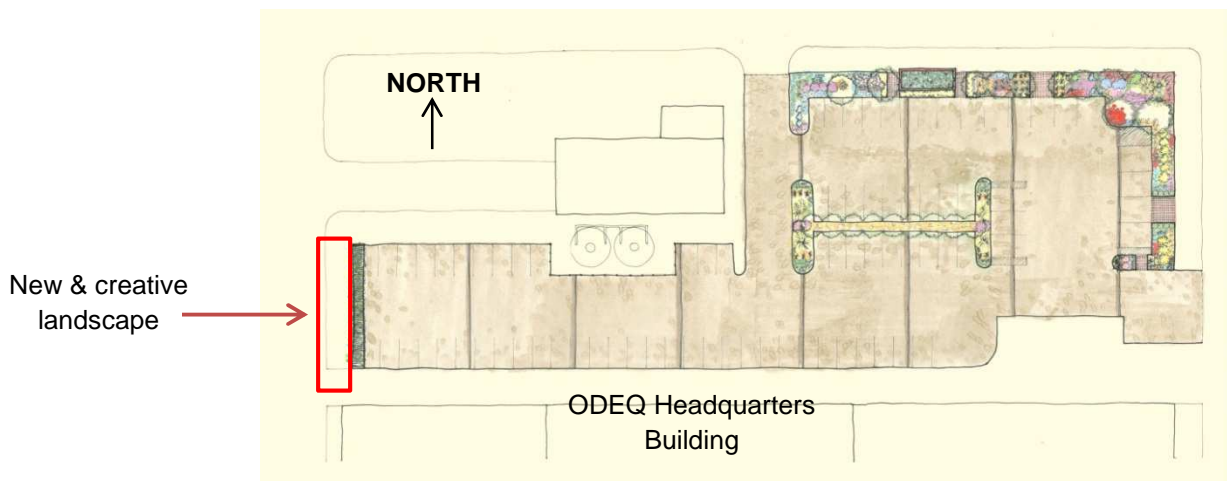 NORTH
New & creative
landscape
ODEQ Headquarters
Building